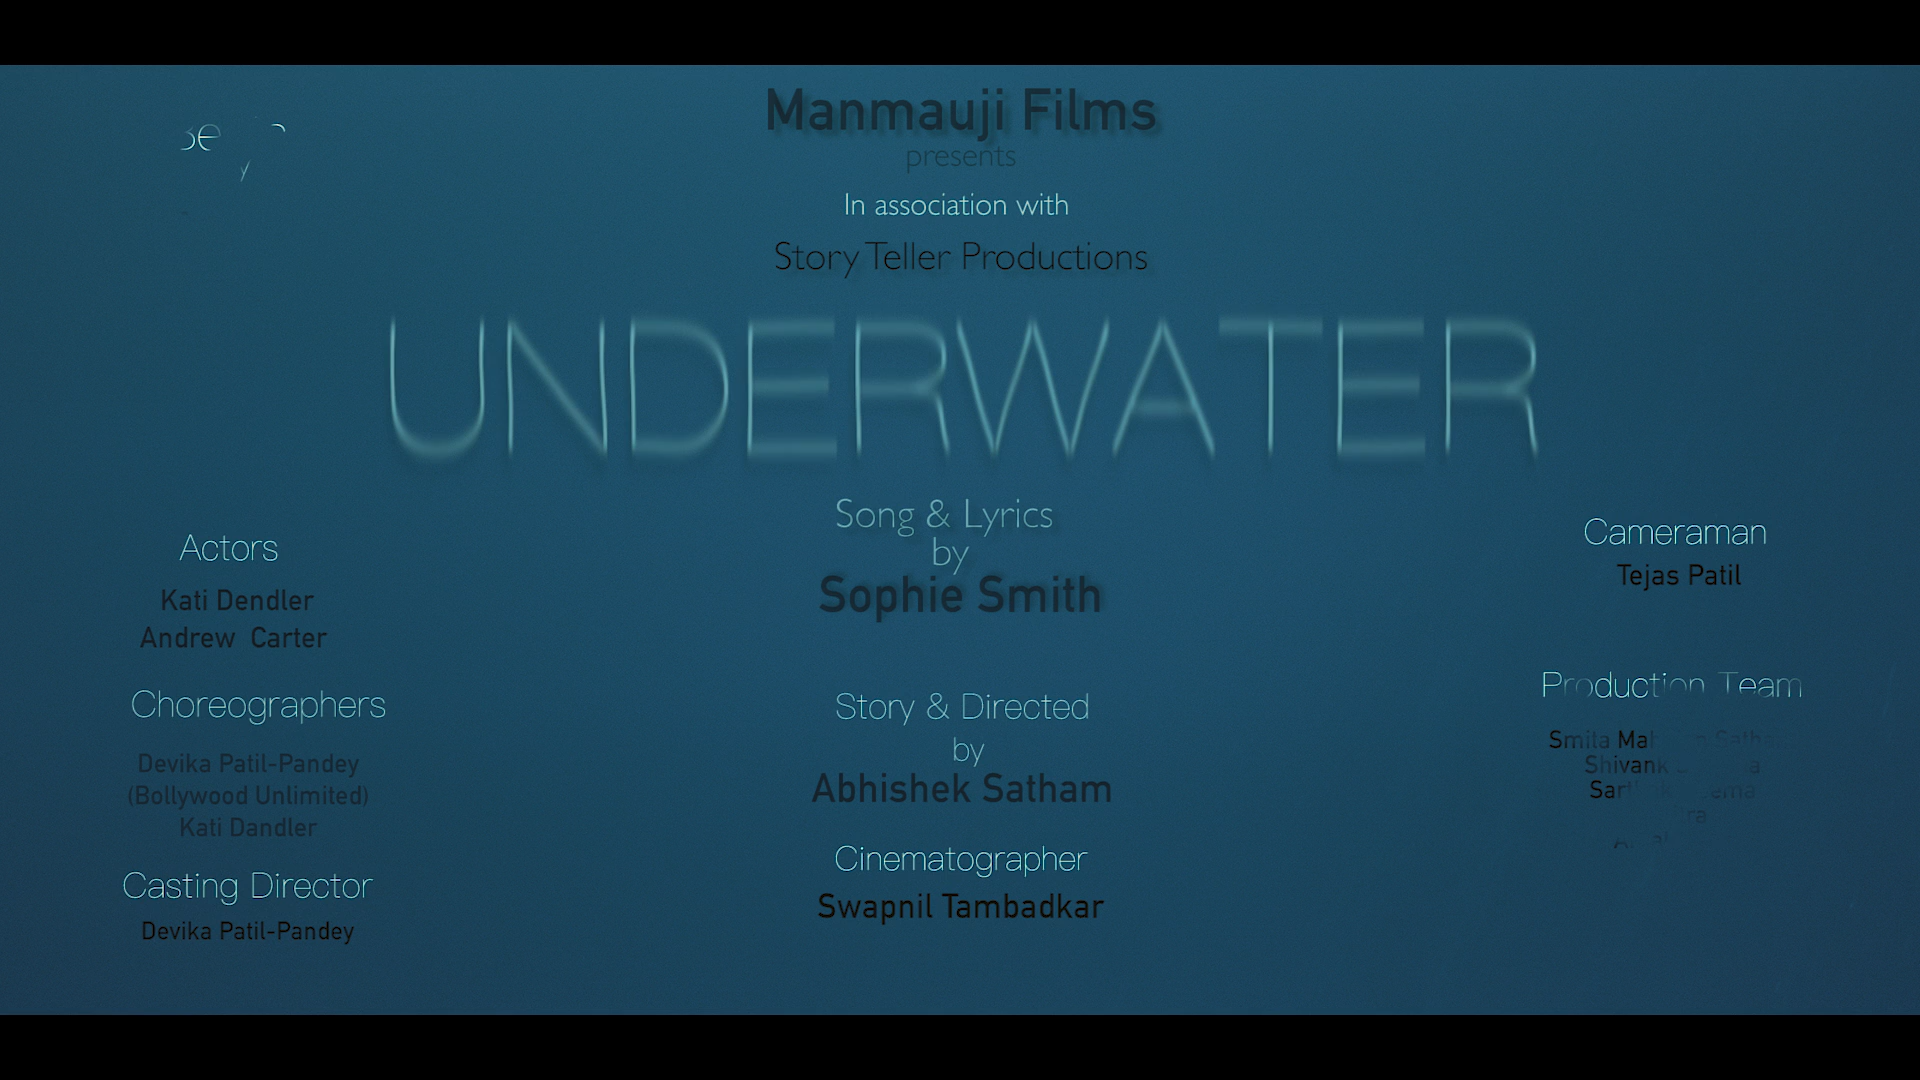 Manmauji Films
presents
In association with
Story Teller Productions
UNDERWATER
Song & Lyrics
by
Sophie Smith
Story & Directed
by
Abhishek Satham
Cinematographer
Swapnil Tambadkar
Actors
Kati Dendler
Andrew Carter
Choreographers
Devika Patil-Pandey
(Bollywood Unlimited)
Kati Dandler
Casting Director
Devika Patil-Pandey
Cameraman
Tejas Patil
Production Team
Smita
Shivank